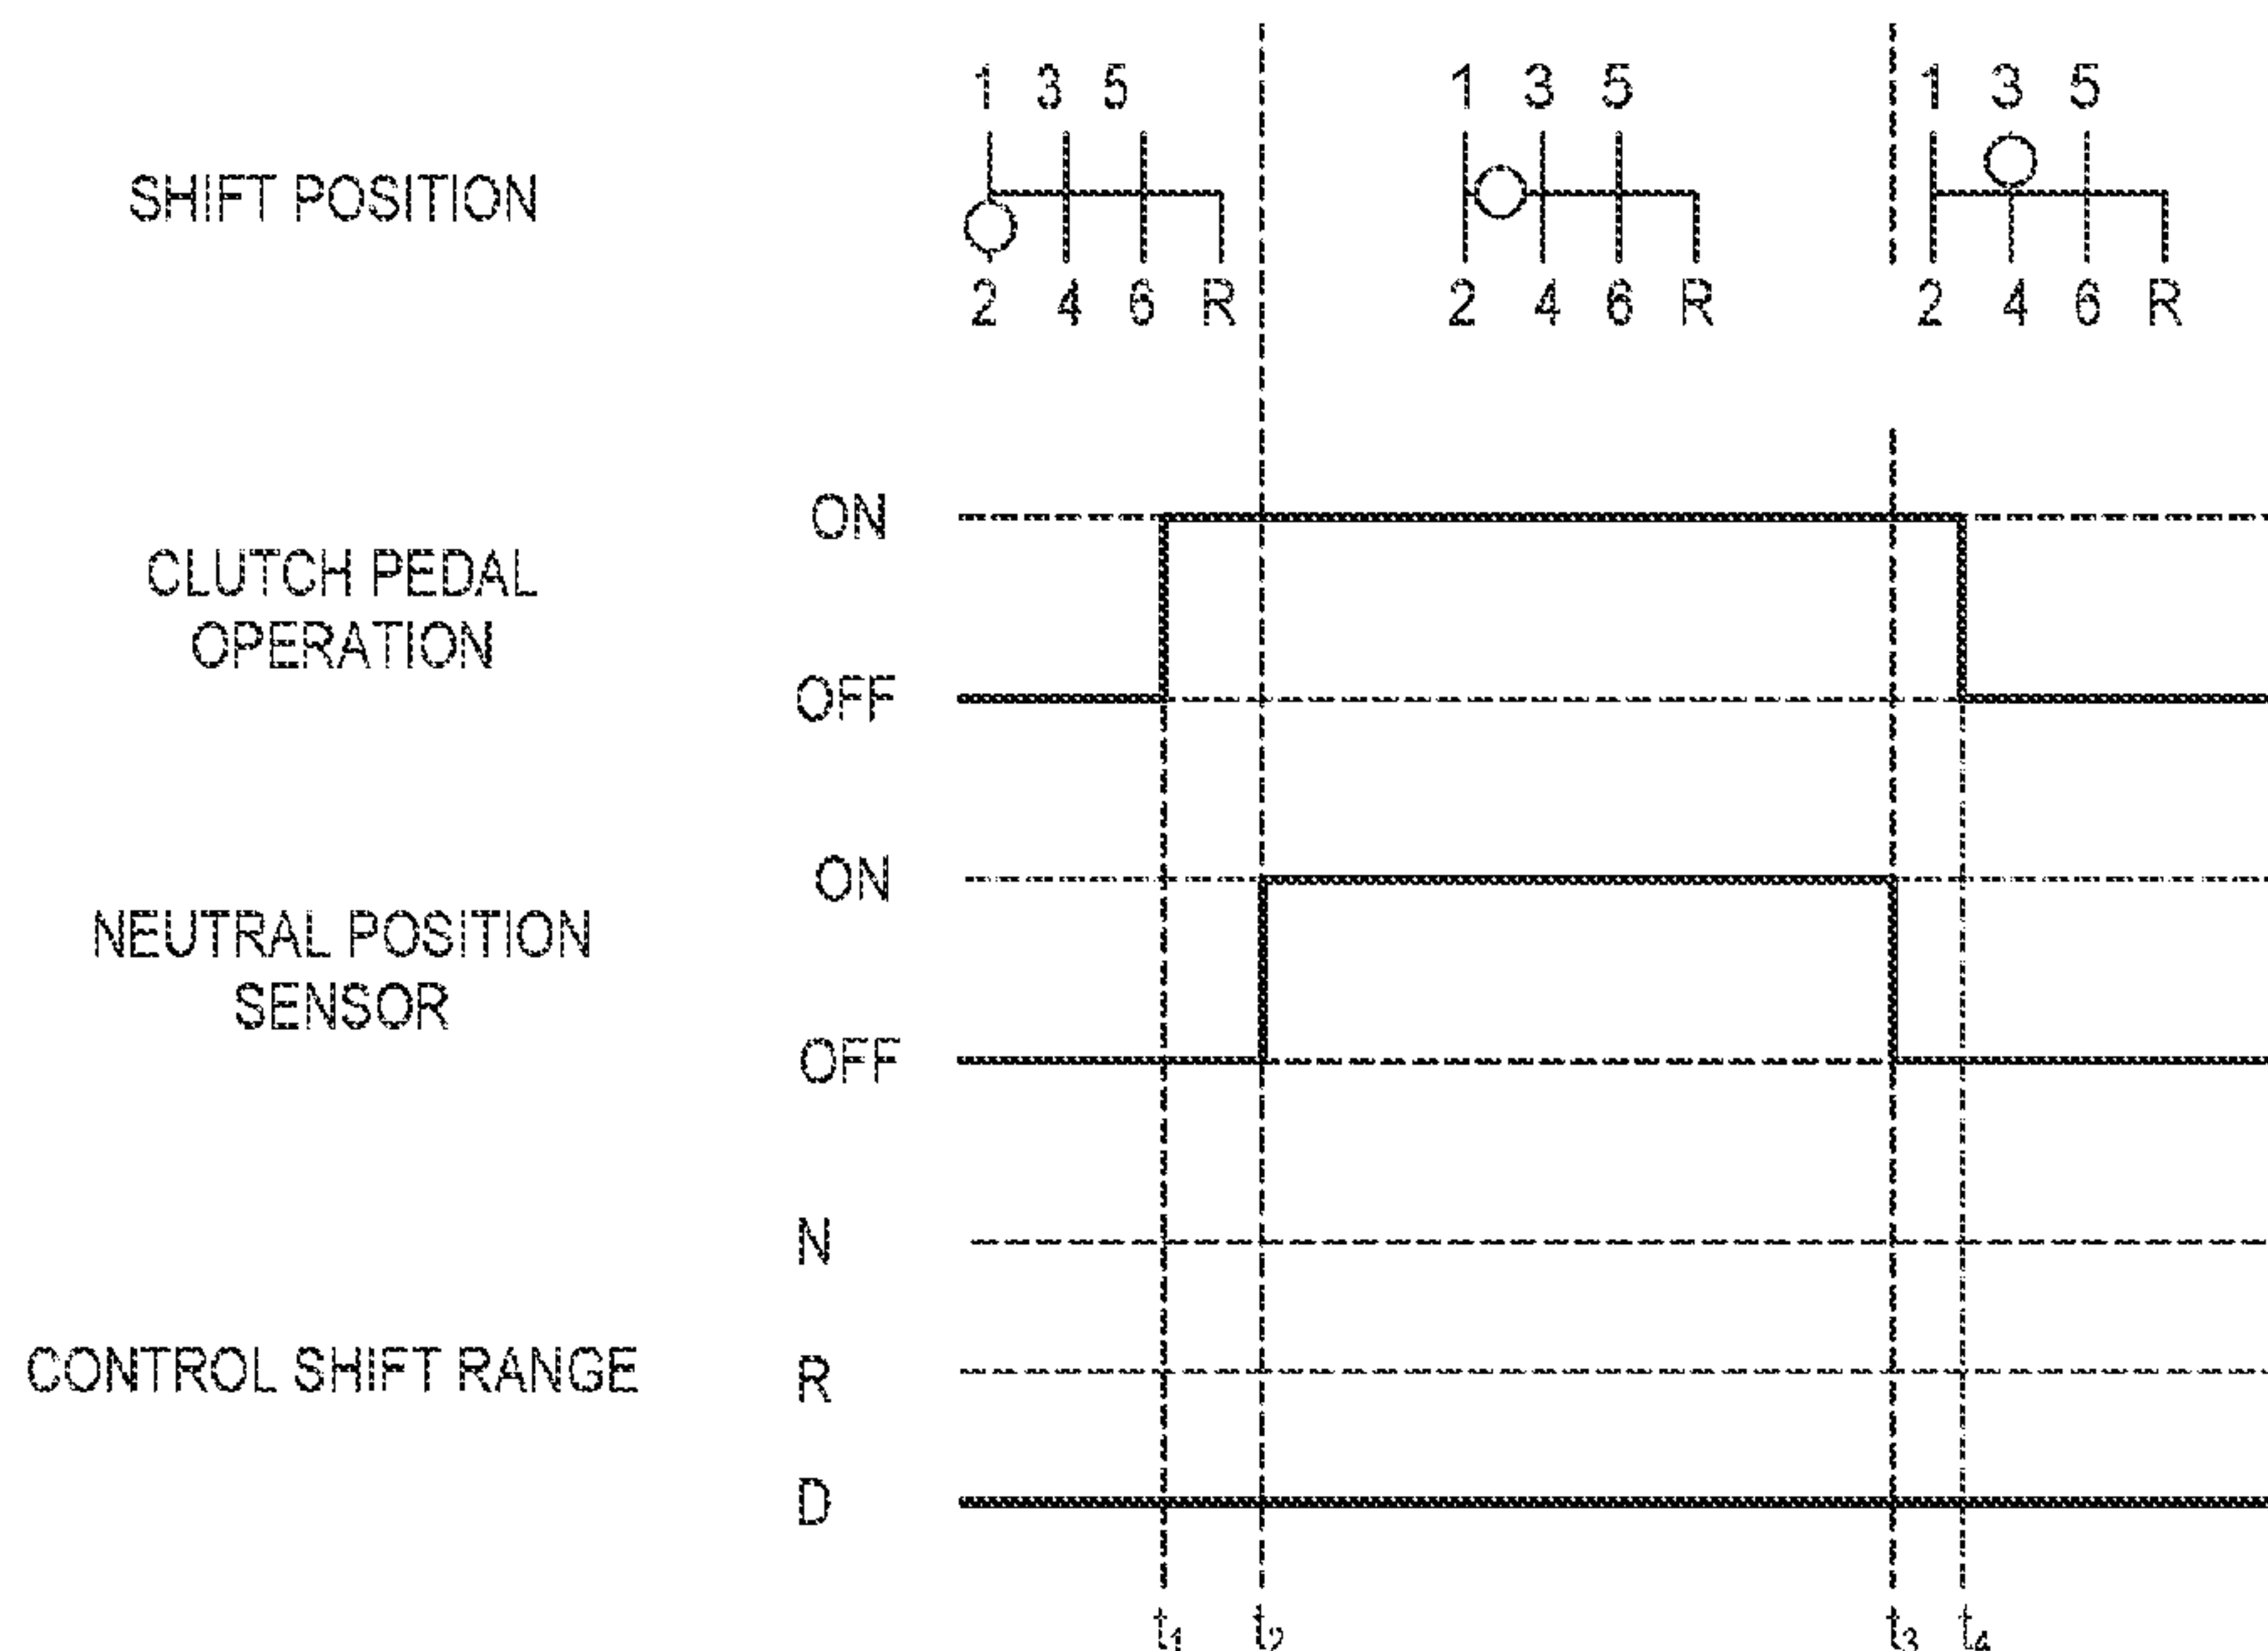 1 3 5 1 3 5 1 3 5
SHIFT POSITION
2 4 6 R 2 4 6 R 2 4 6 R
ON
CLUTCH PEDAL
OPERATION
OFF
ON
NEUTRAL POSITION
SENSOR
OFF
N
CONTROL SHIFT RANGE R
D
t1 t2 t3 t4